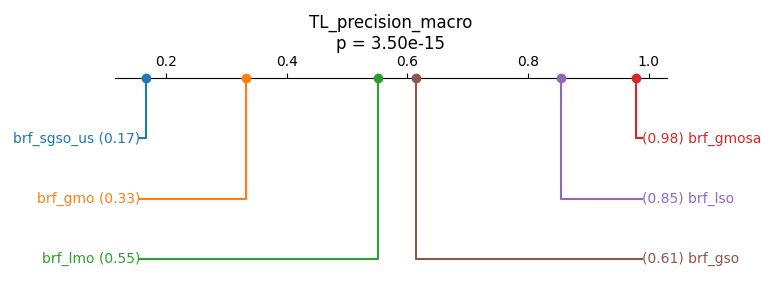 TL_precision_macro
p = 3.50e-15
0.2 0.4 0.6 0.8 1.0
brf_sgso_us (0.17) (0.98) brf_gmosa
brf_gmo (0.33) (0.85) brf_lso
brf_lmo (0.55) (0.61) brf_gso